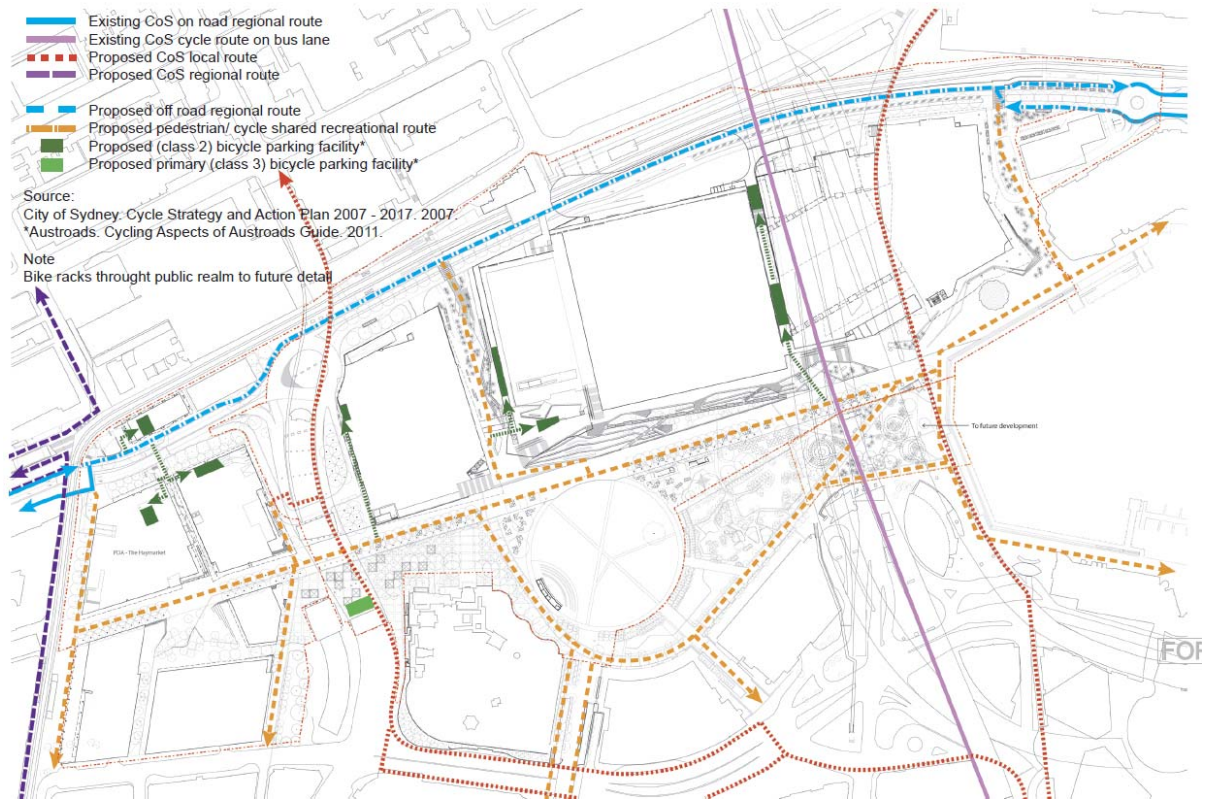 Existing CoS on road regional route
Existing CoS cycle route on bus lane
Proposed CoS local route
Proposed CoS regional route
Proposed off road regional route
Proposed pedestrian/ cycle shared recreational route
Proposed (class 2) bicycle parking facility*
Proposed primary (class 3) bicycle parking facility*
Source:
City of Sydney. Cycle Strategy and Action Plan 2007 - 2017. 2007.
*Austroads. Cycling Aspects of Austroads Guide. 2011.
Note
Bike racks throught public realm to future detail
To future development
PDA - The Haymarket
FOR